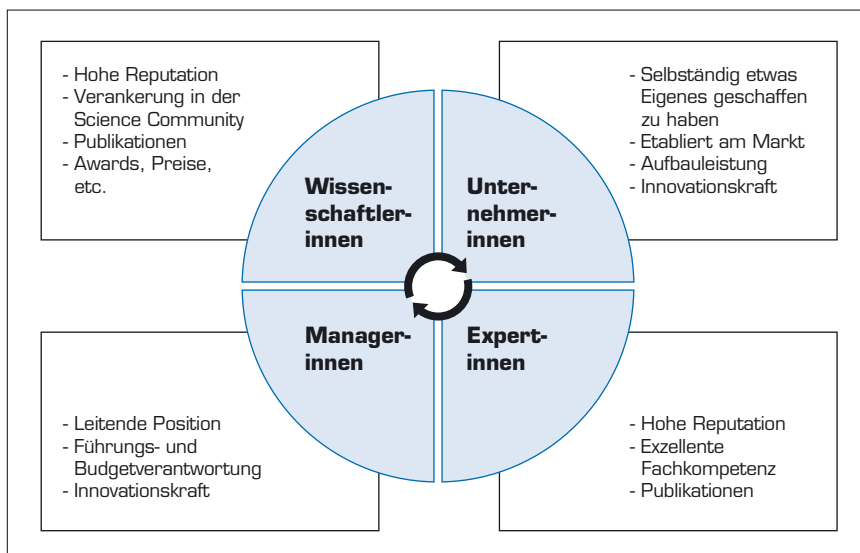 - Hohe Reputation
- Verankerung in der
Science Community
- Publikationen
- Awards, Preise,
etc.
- Selbständig etwas
Eigenes geschaffen
zu haben
- Etabliert am Markt
- Aufbauleistung
- Innovationskraft
Wissen-
schaftler-
innen
Unter-
nehmer-
innen
Manager-
innen
Expert-
innen
- Leitende Position
- Führungs- und
Budgetverantwortung
- Innovationskraft
- Hohe Reputation
- Exzellente
Fachkompetenz
- Publikationen